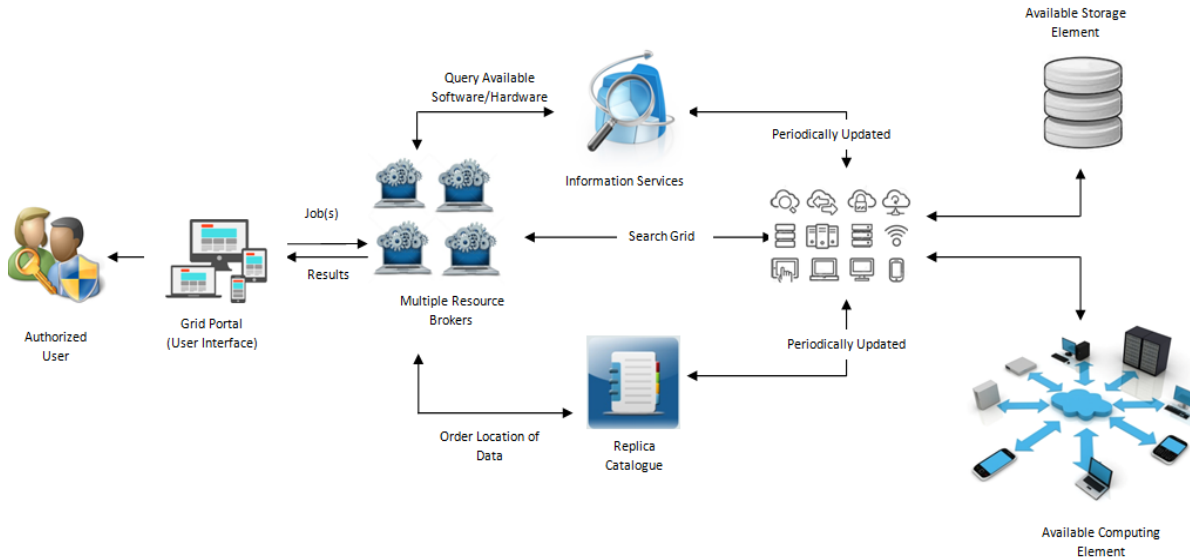 Available Storage
Element
Query Available
Software/Hardware
Periodically Updated
Information Services
Job(s)
Search Grid
Results
Multiple Resource
Brokers
Grid Portal
(User Interface)
Authorized
User
Periodically Updated
Order Location of
Data
Replica
Catalogue
Available Computing
Element